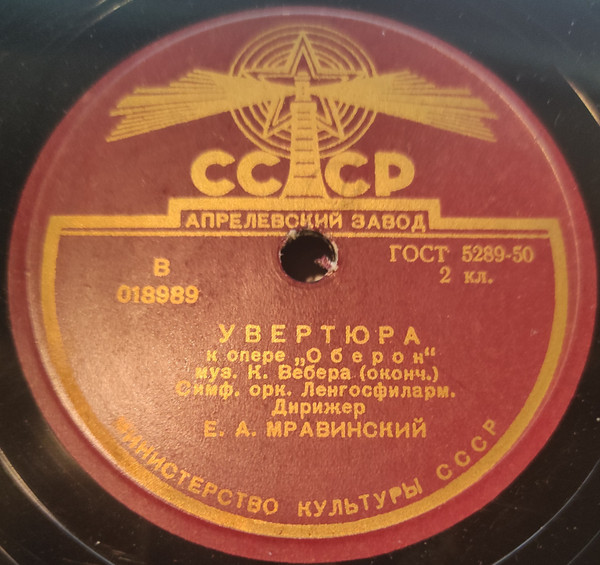 СССР
АПРЕЛЕВСКИЙ ЗАВОД
ГОСТ 5289-50
2 кл.
В
018989
УВЕРТЮРА
к опере „Оберон“
муз. К. Вебера (оконч.)
Симф. орк. Ленгосфиларм.
Дирижер
Е. А. МРАВИНСКИЙ
МИНИСТЕРСТВО КУЛЬТУРЫ СССР